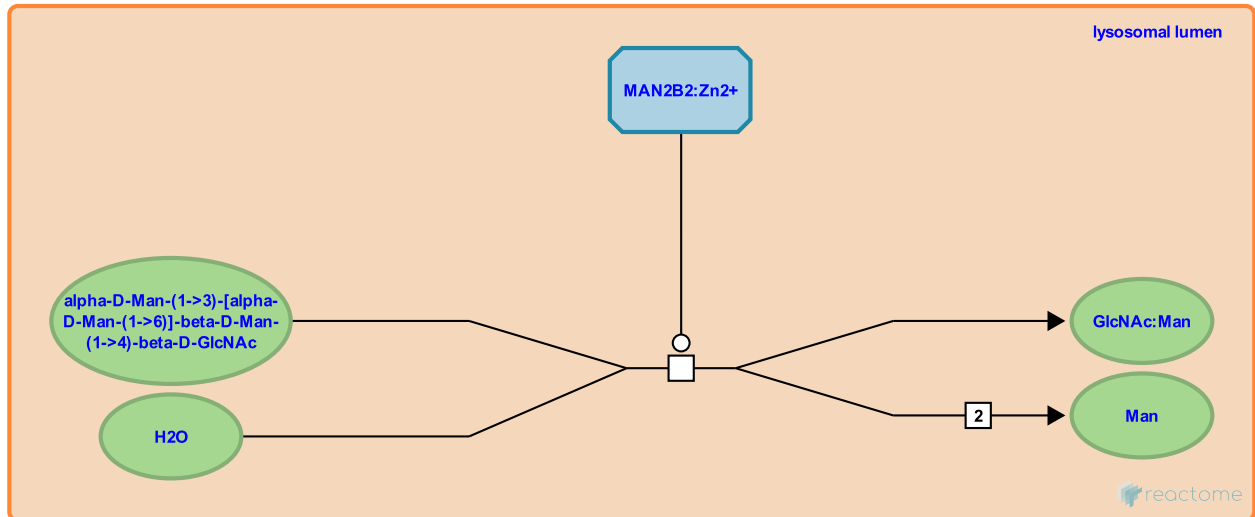 lysosomal lumen
MAN2B2:Zn2+
alpha-D-Man-(1->3)-[alpha-
D-Man-(1->6)]-beta-D-Man-
(1->4)-beta-D-GlcNAc
GlcNAc:Man
H2O
2
Man
reactome